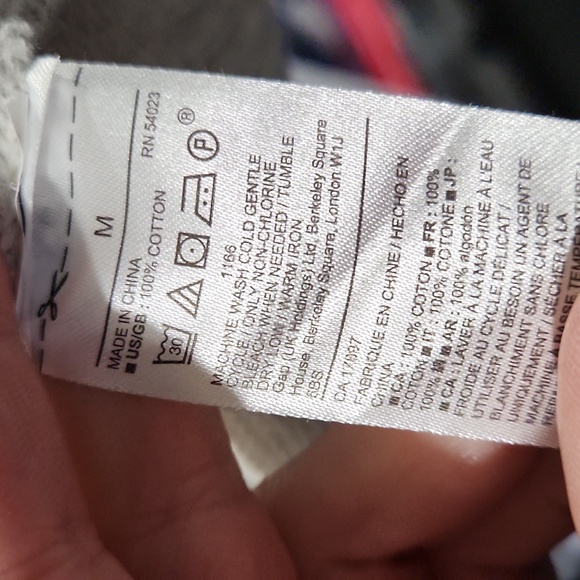 M
MADE IN CHINA
RN 54023
■ US/GB : 100% COTTON
30
P
®
1166
MACHINE WASH COLD GENTLE
CYCLE / ONLY NON-CHLORINE
BLEACH WHEN NEEDED / TUMBLE
DRY LOW / WARM IRON
Gap (UK Holdings) Ltd, Berkeley Square
House, Berkeley Square, London W1J
6BS
CA 17097
FABRIQUE EN CHINE / HECHO EN
CHINA
■ CA : 100% COTON ■ FR : 100%
COTON ■ IT : 100% COTONE ■ JP :
100% 綿 ■ AR : 100% algodón
■ CA : LAVER À LA MACHINE À L'EAU
FROIDE AU CYCLE DÉLICAT /
UTILISER AU BESOIN UN AGENT DE
BLANCHIMENT SANS CHLORE
UNIQUEMENT / SÉCHER À LA
MACHINE À BASSE